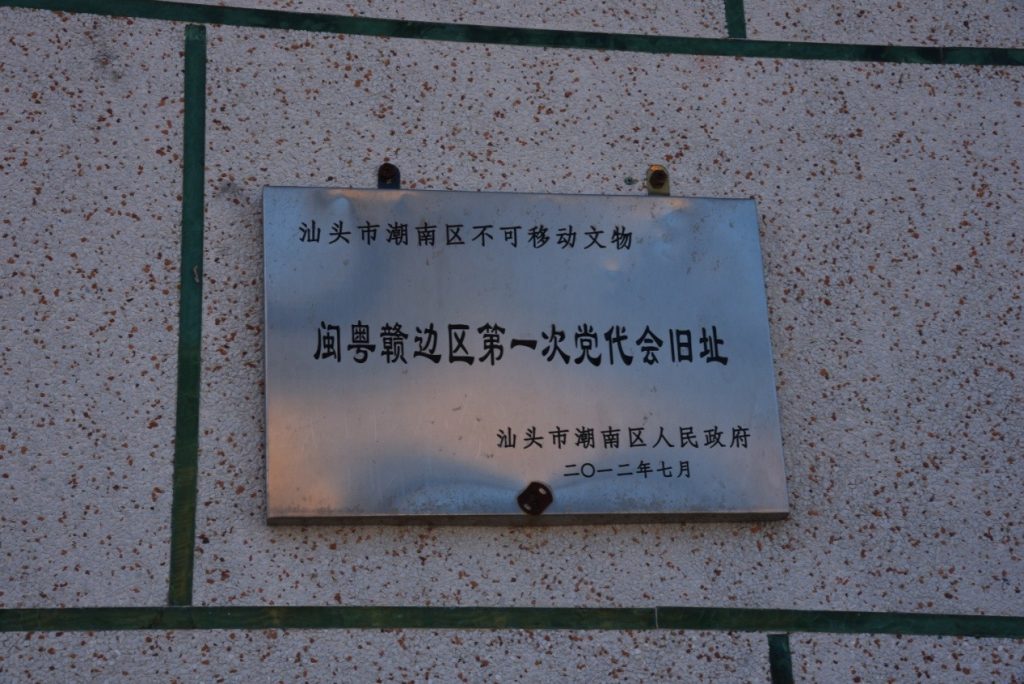 汕头市潮南区不可移动文物
闽粤赣边区第一次党代会旧址
汕头市潮南区人民政府
二〇一二年七月